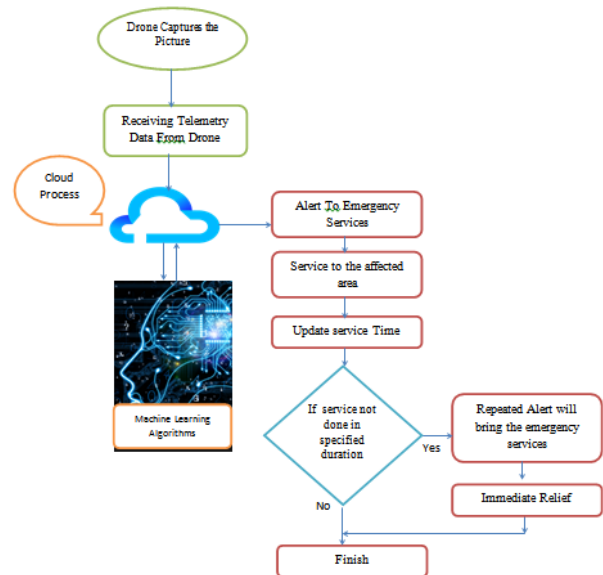 Drone Captures the
Picture
Receiving Telemetry
Data From Drone
Cloud
Process
Alert To Emergency
Services
Service to the affected
area
Update service Time
Machine Learning
Algorithms
If service not
done in
specified
duration
Yes
Repeated Alert will
bring the emergency
services
Immediate Relief
No
Finish